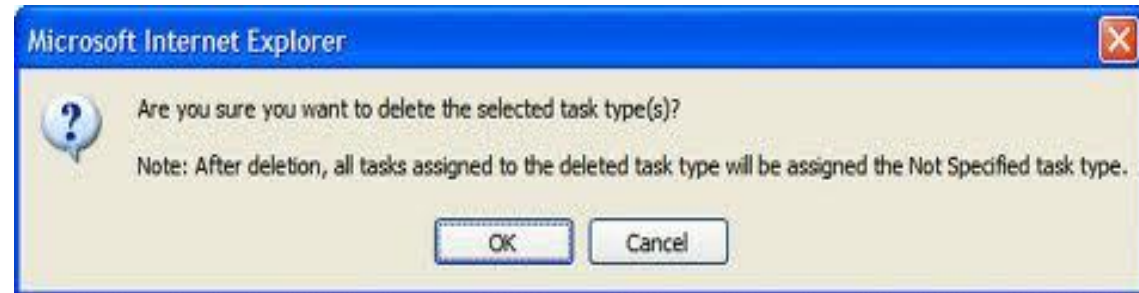 Microsoft Internet Explorer
Are you sure you want to delete the selected task type(s)?
Note: After deletion, all tasks assigned to the deleted task type will be assigned the Not Specified task type.
OK Cancel